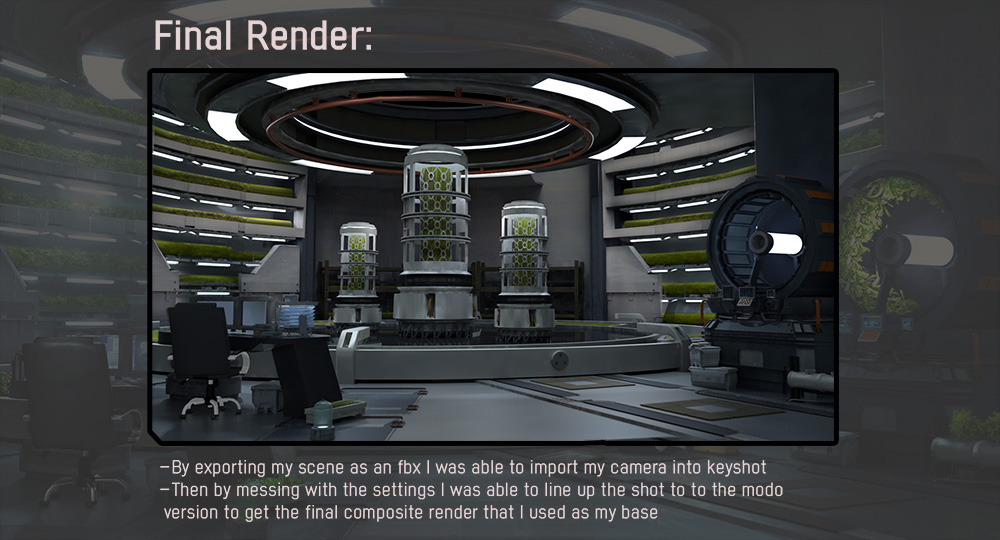 Final Render:
–By exporting my scene as an fbx I was able to import my camera into keyshot
–Then by messing with the settings I was able to line up the shot to to the modo
version to get the final composite render that I used as my base